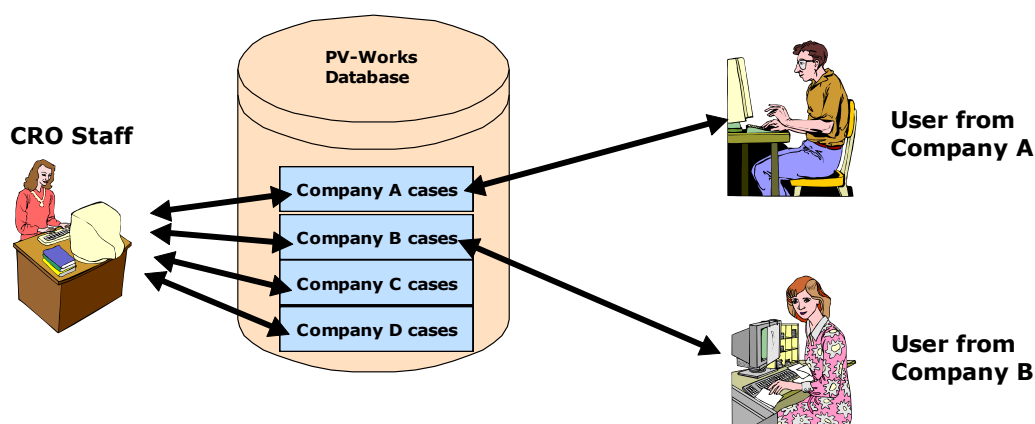 PV-Works
Database
CRO Staff
Company A cases
Company B cases
Company C cases
Company D cases
User from
Company A
User from
Company B